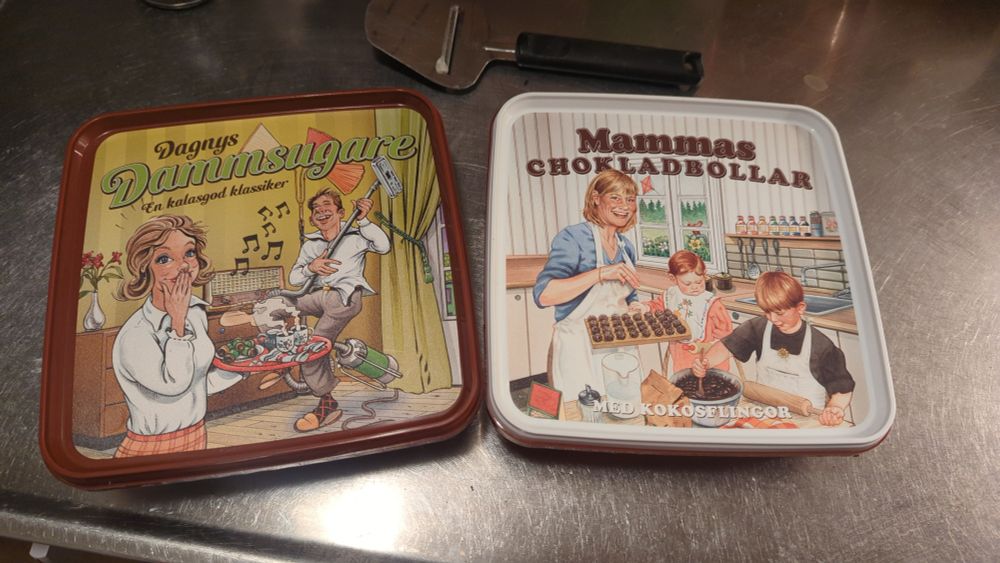 Dagnys
Dammsugare
En kalasgod klassiker
Mammas
CHOKLADBOLLAR
MED KOKOSFLINGOR